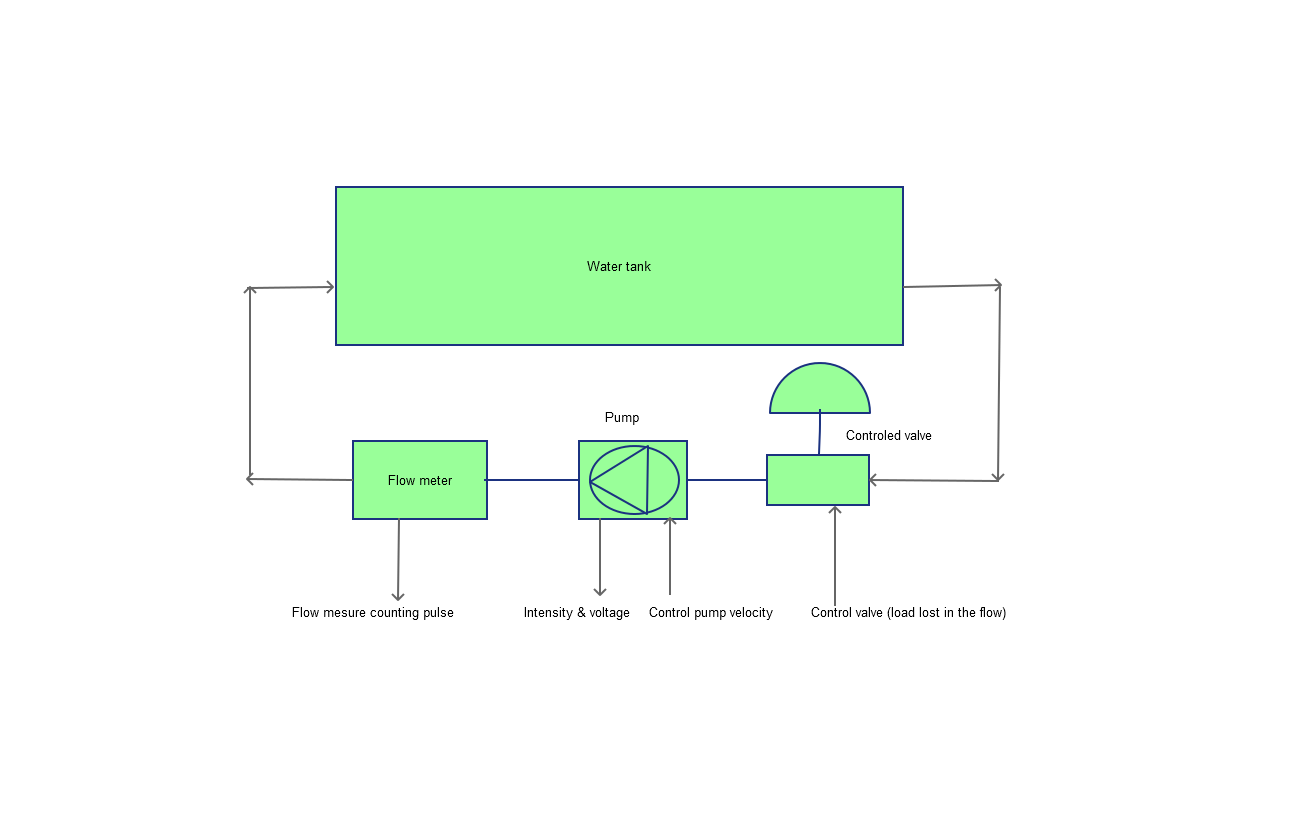 Water tank
Pump
Controled valve
Flow meter
Flow mesure counting pulse
Intensity & voltage
Control pump velocity
Control valve (load lost in the flow)